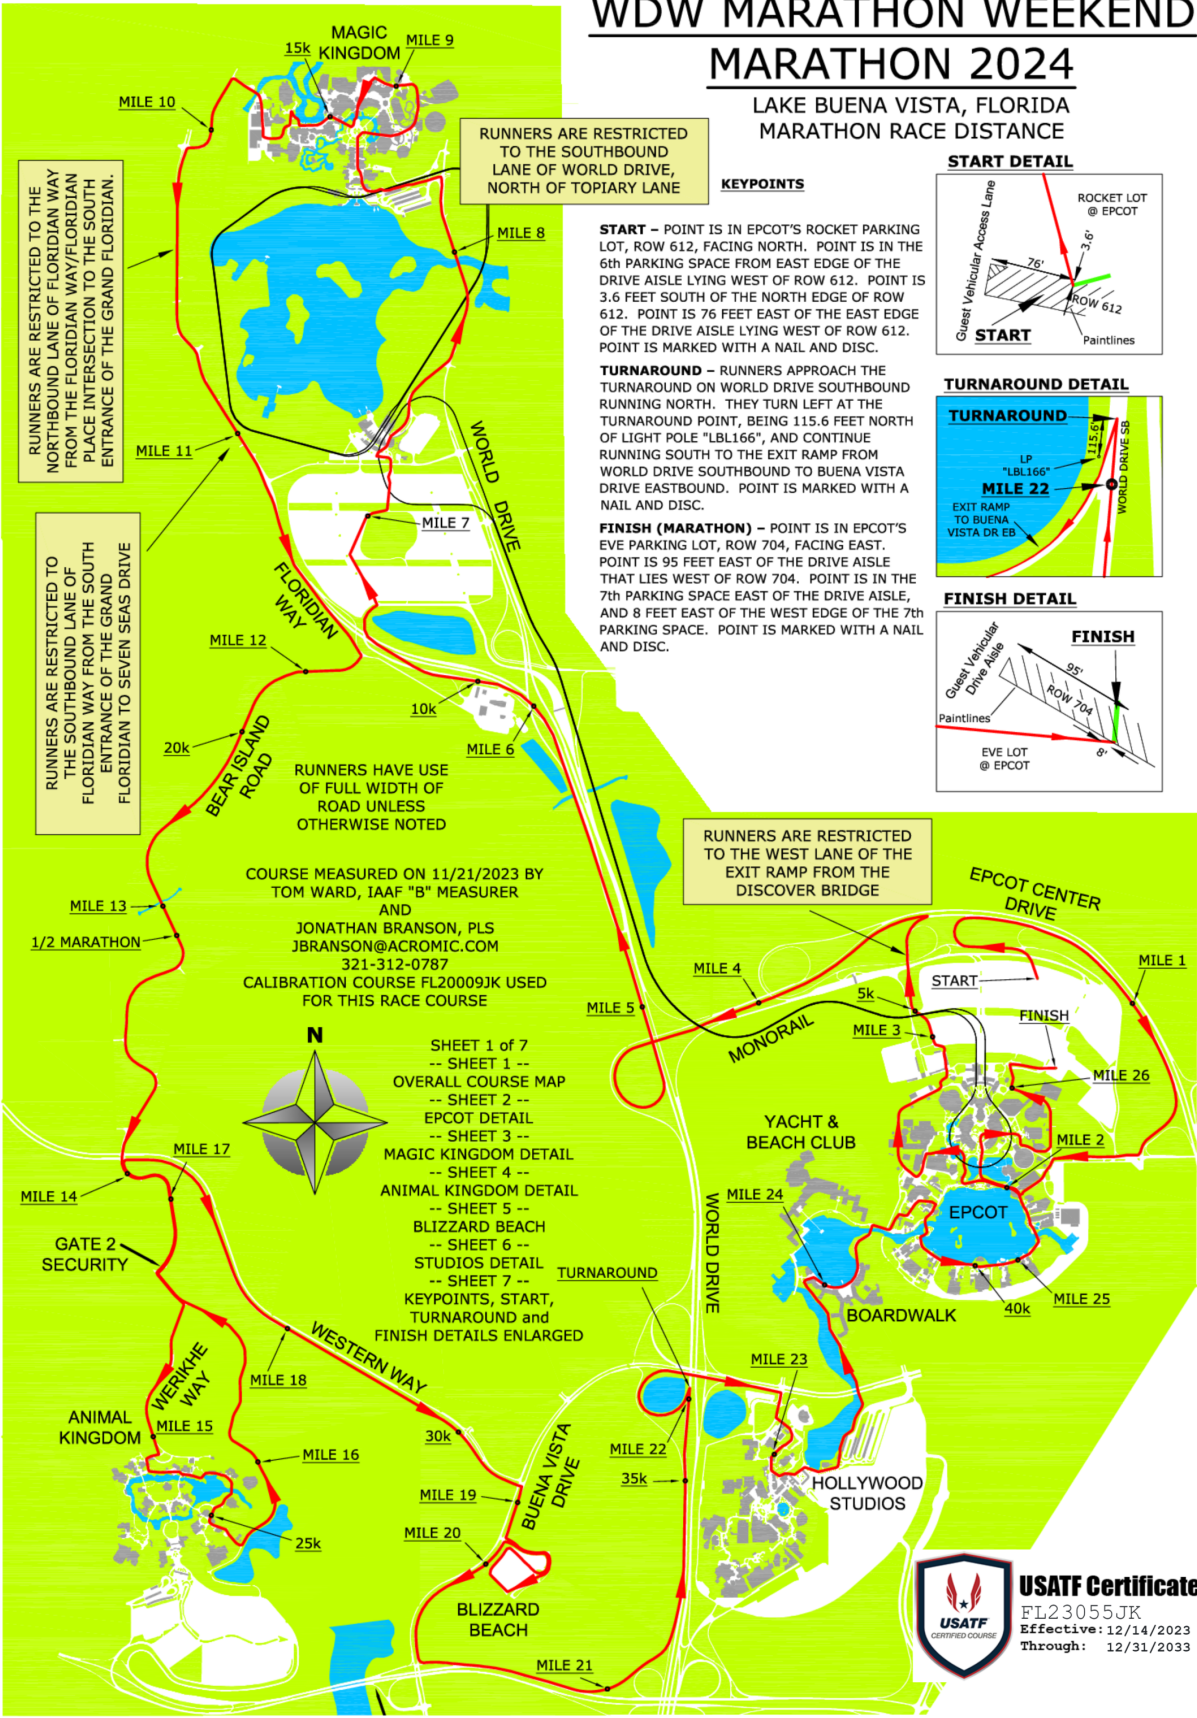 WDW MARATHON WEEKEND
MARATHON 2024
LAKE BUENA VISTA, FLORIDA
MARATHON RACE DISTANCE
MAGIC
KINGDOM
15k
MILE 9
MILE 10
RUNNERS ARE RESTRICTED
TO THE SOUTHBOUND
LANE OF WORLD DRIVE,
NORTH OF TOPIARY LANE
RUNNERS ARE RESTRICTED TO THE
NORTHBOUND LANE OF FLORIDIAN WAY
FROM THE FLORIDIAN WAY/FLORIDIAN
PLACE INTERSECTION TO THE SOUTH
ENTRANCE OF THE GRAND FLORIDIAN.
MILE 8
KEYPOINTS
START – POINT IS IN EPCOT'S ROCKET PARKING
LOT, ROW 612, FACING NORTH. POINT IS IN THE
6th PARKING SPACE FROM EAST EDGE OF THE
DRIVE AISLE LYING WEST OF ROW 612. POINT IS
3.6 FEET SOUTH OF THE NORTH EDGE OF ROW
612. POINT IS 76 FEET EAST OF THE EAST EDGE
OF THE DRIVE AISLE LYING WEST OF ROW 612.
POINT IS MARKED WITH A NAIL AND DISC.
TURNAROUND – RUNNERS APPROACH THE
TURNAROUND ON WORLD DRIVE SOUTHBOUND
RUNNING NORTH. THEY TURN LEFT AT THE
TURNAROUND POINT, BEING 115.6 FEET NORTH
OF LIGHT POLE "LBL166", AND CONTINUE
RUNNING SOUTH TO THE EXIT RAMP FROM
WORLD DRIVE SOUTHBOUND TO BUENA VISTA
DRIVE EASTBOUND. POINT IS MARKED WITH A
NAIL AND DISC.
FINISH (MARATHON) – POINT IS IN EPCOT'S
EVE PARKING LOT, ROW 704, FACING EAST.
POINT IS 95 FEET EAST OF THE DRIVE AISLE
THAT LIES WEST OF ROW 704. POINT IS IN THE
7th PARKING SPACE EAST OF THE DRIVE AISLE,
AND 8 FEET EAST OF THE WEST EDGE OF THE 7th
PARKING SPACE. POINT IS MARKED WITH A NAIL
AND DISC.
START DETAIL
Guest Vehicular Access Lane
ROCKET LOT
@ EPCOT
3.6'
76'
ROW 612
START
Paintlines
TURNAROUND DETAIL
TURNAROUND
115.6'
LP
"LBL166"
MILE 22
WORLD DRIVE SB
EXIT RAMP
TO BUENA
VISTA DR EB
FINISH DETAIL
Guest Vehicular
Drive Aisle
FINISH
95'
ROW 704
Paintlines
8'
EVE LOT
@ EPCOT
MILE 11
WORLD DRIVE
MILE 7
RUNNERS ARE RESTRICTED TO
THE SOUTHBOUND LANE OF
FLORIDIAN WAY FROM THE SOUTH
ENTRANCE OF THE GRAND
FLORIDIAN TO SEVEN SEAS DRIVE
FLORIDIAN
WAY
MILE 12
10k
MILE 6
20k
BEAR ISLAND
ROAD
RUNNERS HAVE USE
OF FULL WIDTH OF
ROAD UNLESS
OTHERWISE NOTED
COURSE MEASURED ON 11/21/2023 BY
TOM WARD, IAAF "B" MEASURER
AND
JONATHAN BRANSON, PLS
JBRANSON@ACROMIC.COM
321-312-0787
CALIBRATION COURSE FL20009JK USED
FOR THIS RACE COURSE
MILE 13
1/2 MARATHON
RUNNERS ARE RESTRICTED
TO THE WEST LANE OF THE
EXIT RAMP FROM THE
DISCOVER BRIDGE
EPCOT CENTER
DRIVE
MILE 4
MILE 1
START
5k
MILE 5
FINISH
MILE 3
MONORAIL
N
SHEET 1 of 7
-- SHEET 1 --
OVERALL COURSE MAP
-- SHEET 2 --
EPCOT DETAIL
-- SHEET 3 --
MAGIC KINGDOM DETAIL
-- SHEET 4 --
ANIMAL KINGDOM DETAIL
-- SHEET 5 --
BLIZZARD BEACH
-- SHEET 6 --
STUDIOS DETAIL
-- SHEET 7 --
KEYPOINTS, START,
TURNAROUND and
FINISH DETAILS ENLARGED
MILE 26
YACHT &
BEACH CLUB
MILE 2
MILE 17
MILE 14
MILE 24
EPCOT
WORLD DRIVE
GATE 2
SECURITY
TURNAROUND
MILE 25
40k
BOARDWALK
WESTERN WAY
MILE 18
WERIKHE
WAY
MILE 23
ANIMAL
KINGDOM
MILE 15
30k
BUENA VISTA
DRIVE
MILE 22
MILE 16
35k
HOLLYWOOD
STUDIOS
MILE 19
MILE 20
25k
BLIZZARD
BEACH
MILE 21
USATF
CERTIFIED COURSE
USATF Certificate
FL23055JK
Effective: 12/14/2023
Through: 12/31/2033